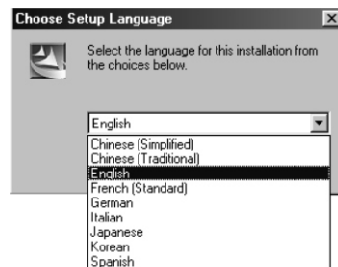 Choose Setup Language
Select the language for this installation from
the choices below.
English
Chinese (Simplified)
Chinese (Traditional)
English
French (Standard)
German
Italian
Japanese
Korean
Spanish